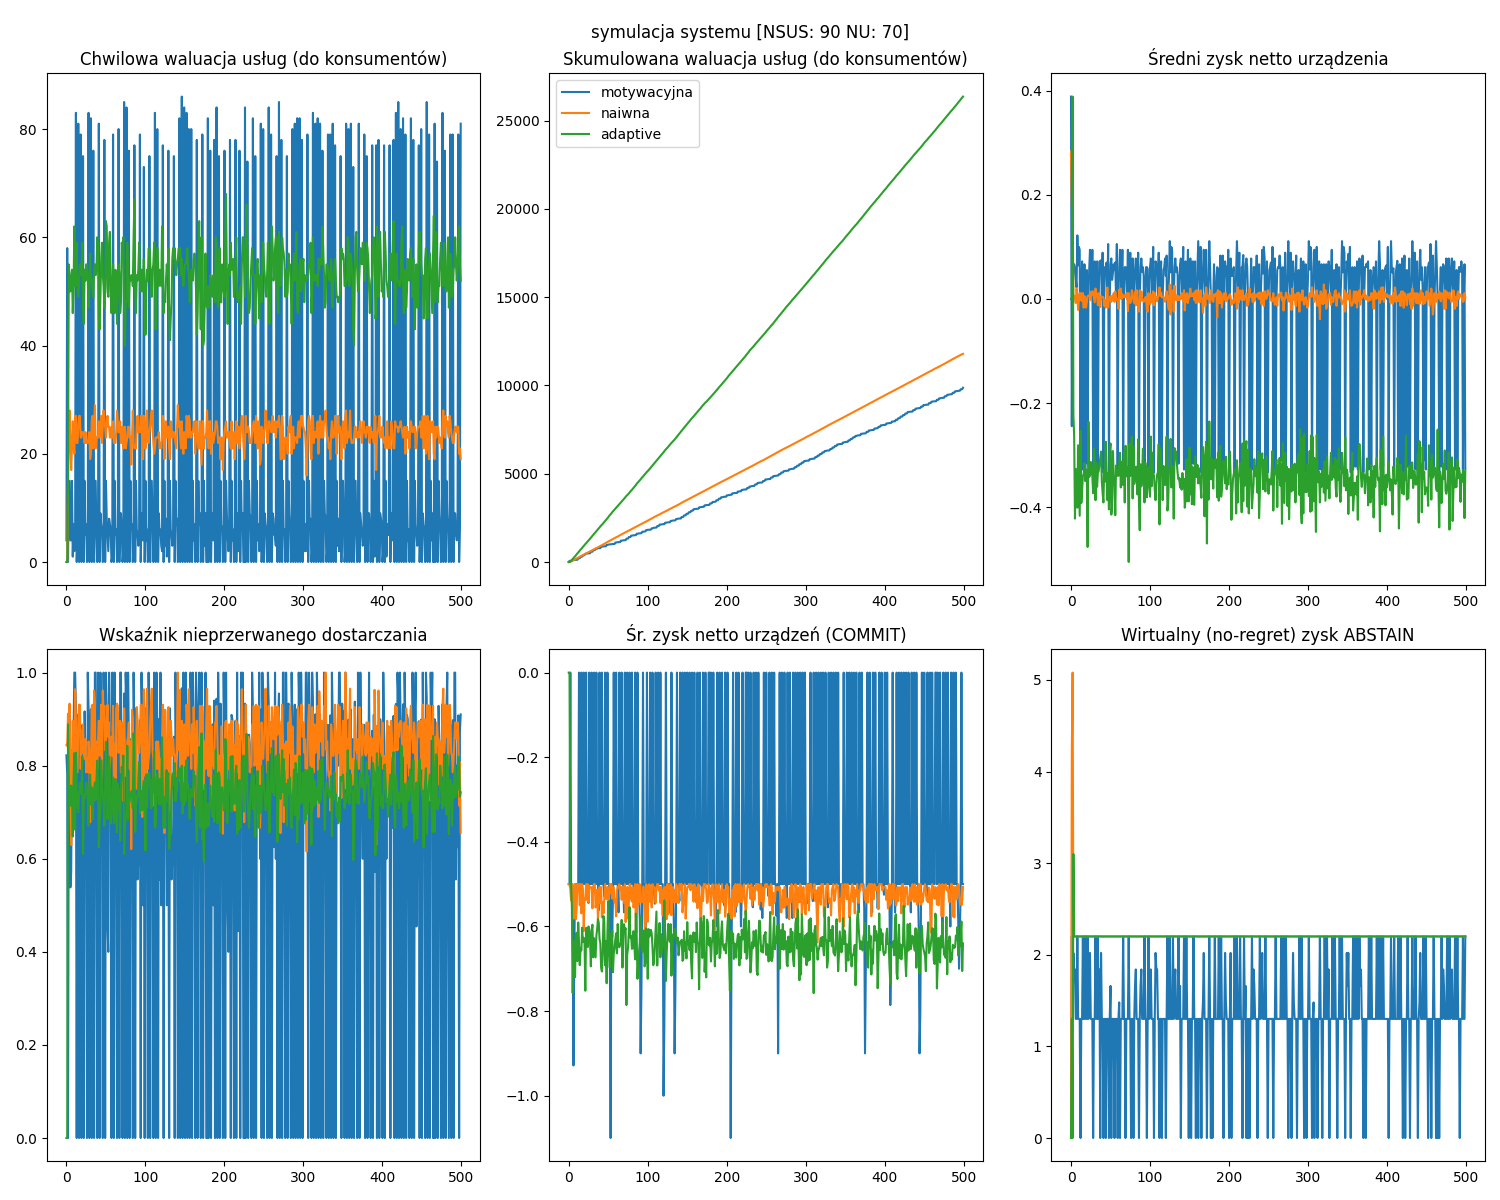 symulacja systemu [NSUS: 90 NU: 70]
Chwilowa waluacja usług (do konsumentów)
80
60
40
20
0
0 100 200 300 400 500
Skumulowana waluacja usług (do konsumentów)
motywacyjna
naiwna
adaptive
25000
20000
15000
10000
5000
0
0 100 200 300 400 500
Średni zysk netto urządzenia
0.4
0.2
0.0
−0.2
−0.4
0 100 200 300 400 500
Wskaźnik nieprzerwanego dostarczania
1.0
0.8
0.6
0.4
0.2
0.0
0 100 200 300 400 500
Śr. zysk netto urządzeń (COMMIT)
0.0
−0.2
−0.4
−0.6
−0.8
−1.0
0 100 200 300 400 500
Wirtualny (no-regret) zysk ABSTAIN
5
4
3
2
1
0
0 100 200 300 400 500